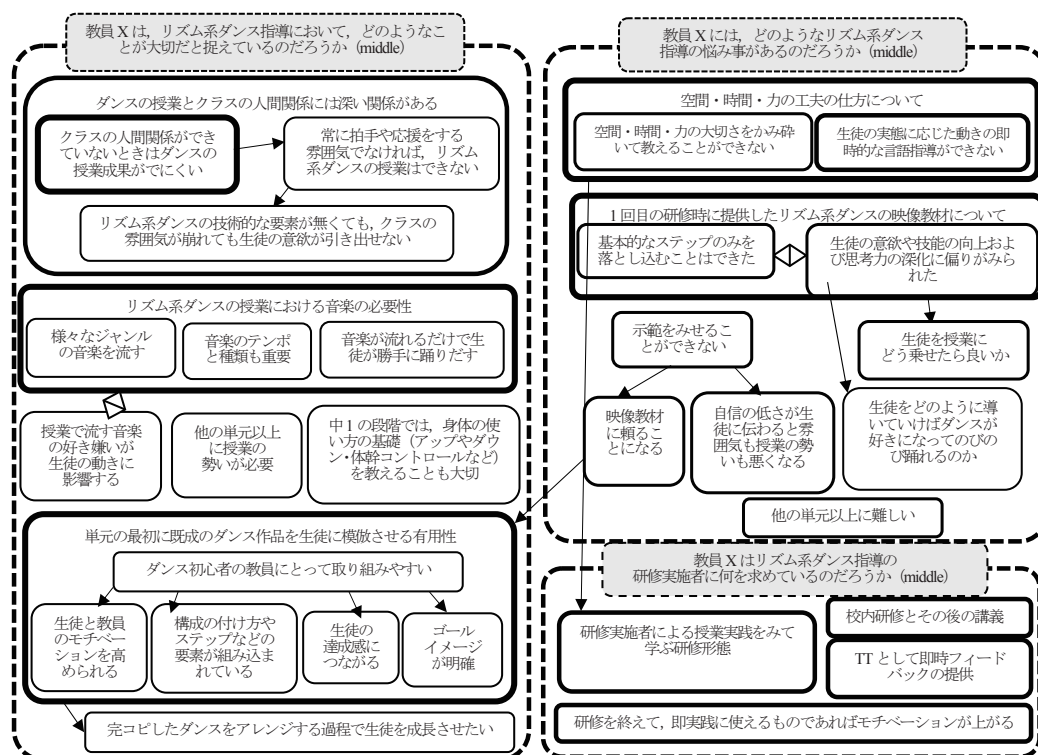 教員 X は，リズム系ダンス指導において，どのようなこ
とが大切だと捉えているのだろうか（middle）
ダンスの授業とクラスの人間関係には深い関係がある
クラスの人間関係ができ
ていないときはダンスの
授業成果がでにくい
常に拍手や応援をする
雰囲気でなければ，リズム
系ダンスの授業はできない
リズム系ダンスの技術的な要素が無くても，クラスの
雰囲気が崩れても生徒の意欲が引き出せない
リズム系ダンスの授業における音楽の必要性
様々なジャンル
の音楽を流す
音楽のテンポ
と種類も重要
音楽が流れるだけで生
徒が勝手に踊りだす
授業で流す音楽
の好き嫌いが
生徒の動きに
影響する
他の単元以上
に授業の
勢いが必要
中１の段階では，身体の使
い方の基礎（アップやダウ
ン・体幹コントロールなど）
を教えることも大切
単元の最初に既成のダンス作品を生徒に模倣させる有用性
ダンス初心者の教員にとって取り組みやすい
生徒と教員
のモチベー
ションを高
められる
構成の付け方や
ステップなどの
要素が組み込ま
れている
生徒の
達成感に
つながる
ゴール
イメージ
が明確
完コピしたダンスをアレンジする過程で生徒を成長させたい
教員 X には，どのようなリズム系ダンス
指導の悩み事があるのだろうか（middle）
空間・時間・力の工夫の仕方について
空間・時間・力の大切さをかみ砕
いて教えることができない
生徒の実態に応じた動きの即
時的な言語指導ができない
1 回目の研修時に提供したリズム系ダンスの映像教材について
基本的なステップのみを
落とし込むことはできた
生徒の意欲や技能の向上およ
び思考力の深化に偏りがみら
れた
示範をみせるこ
とができない
生徒を授業に
どう乗せたら良いか
映像教材
に頼るこ
とになる
自信の低さが生
徒に伝わると雰
囲気も授業の勢
いも悪くなる
生徒をどのように導
いていけばダンスが
好きになってのびの
び踊れるのか
他の単元以上に難しい
教員 X はリズム系ダンス指導の
研修実施者に何を求めているのだろうか（middle）
研修実施者による授業実践をみて
学ぶ研修形態
校内研修とその後の講義
TT として即時フィード
バックの提供
研修を終えて，即実践に使えるものであればモチベーションが上がる